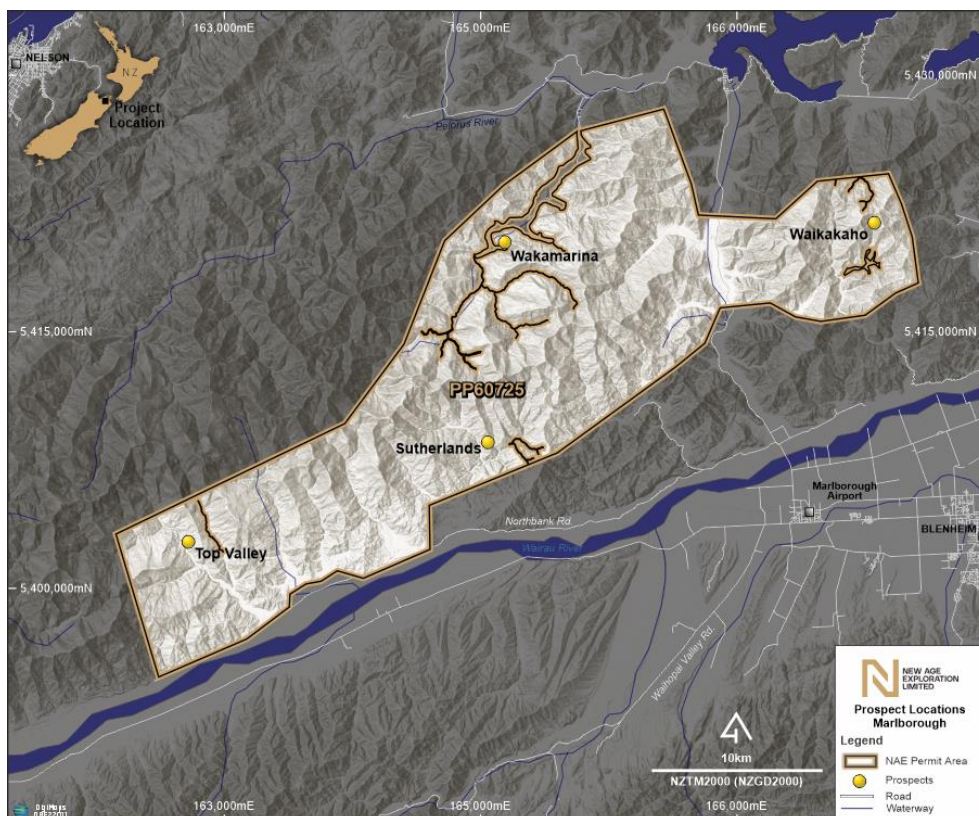 163,000mE
165,000mE
166,000mE
NELSON
NZ
Project
Location
5,430,000mN
Pelorus River
Waikakaho
Wakamarina
5,415,000mN
5,415,000mN
PP60725
Sutherlands
Marlborough
Airport
Northbank Rd.
BLENHEIM
Wairau River
Top Valley
5,400,000mN
Waihopai Valley Rd.
NEW AGE
EXPLORATION
LIMITED
Prospect Locations
Marlborough
Legend
NAE Permit Area
Prospects
Road
Waterway
10km
NZTM2000 (NZGD2000)
163,000mE
165,000mE
166,000mE